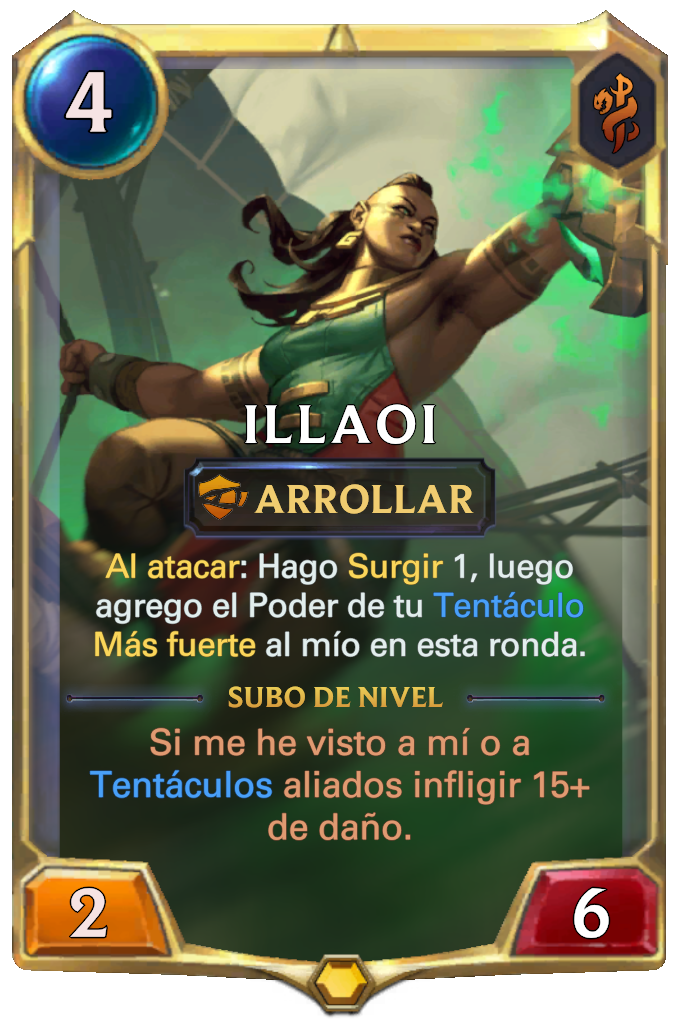 4
ILLAOI
ARROLLAR
Al atacar: Hago Surgir 1, luego
agrego el Poder de tu Tentáculo
Más fuerte al mío en esta ronda.
SUBO DE NIVEL
Si me he visto a mí o a
Tentáculos aliados infligir 15+
de daño.
2
6